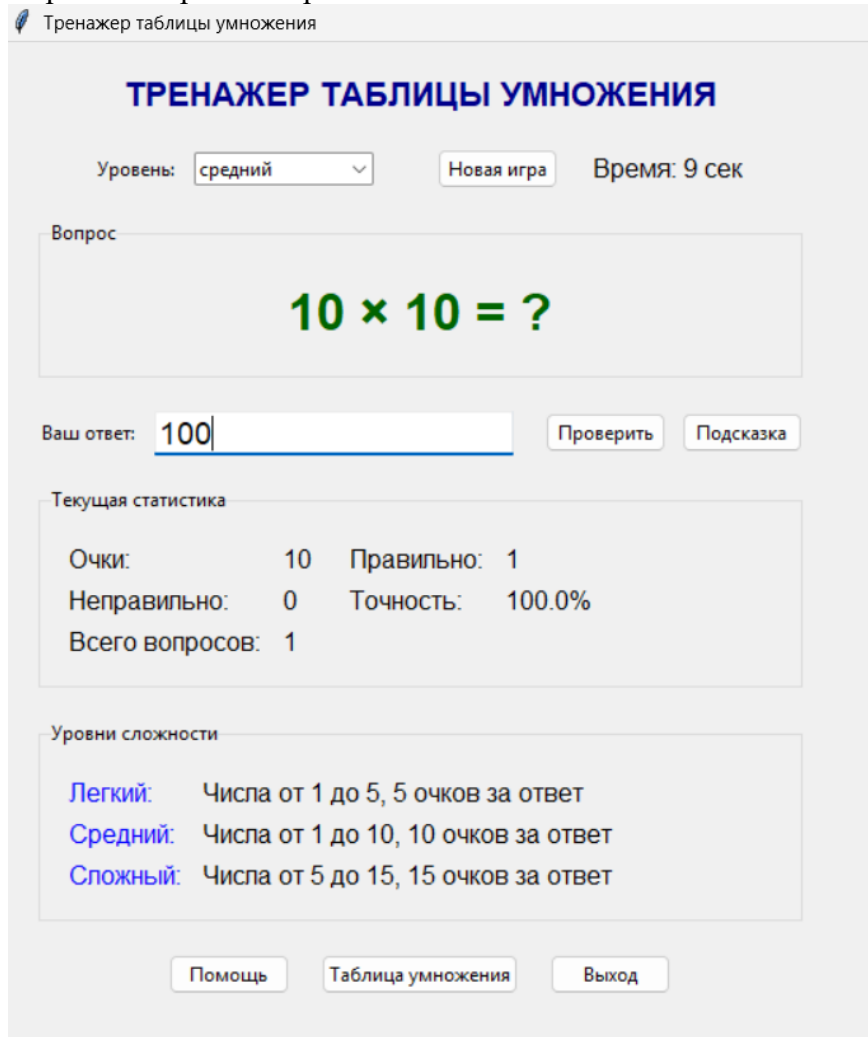 Тренажер таблицы умножения
ТРЕНАЖЕР ТАБЛИЦЫ УМНОЖЕНИЯ
Уровень: средний Новая игра Время: 9 сек
Вопрос
10 × 10 = ?
Ваш ответ: 100 Проверить Подсказка
Текущая статистика
Очки: 10 Правильно: 1
Неправильно: 0 Точность: 100.0%
Всего вопросов: 1
Уровни сложности
Легкий: Числа от 1 до 5, 5 очков за ответ
Средний: Числа от 1 до 10, 10 очков за ответ
Сложный: Числа от 5 до 15, 15 очков за ответ
Помощь Таблица умножения Выход